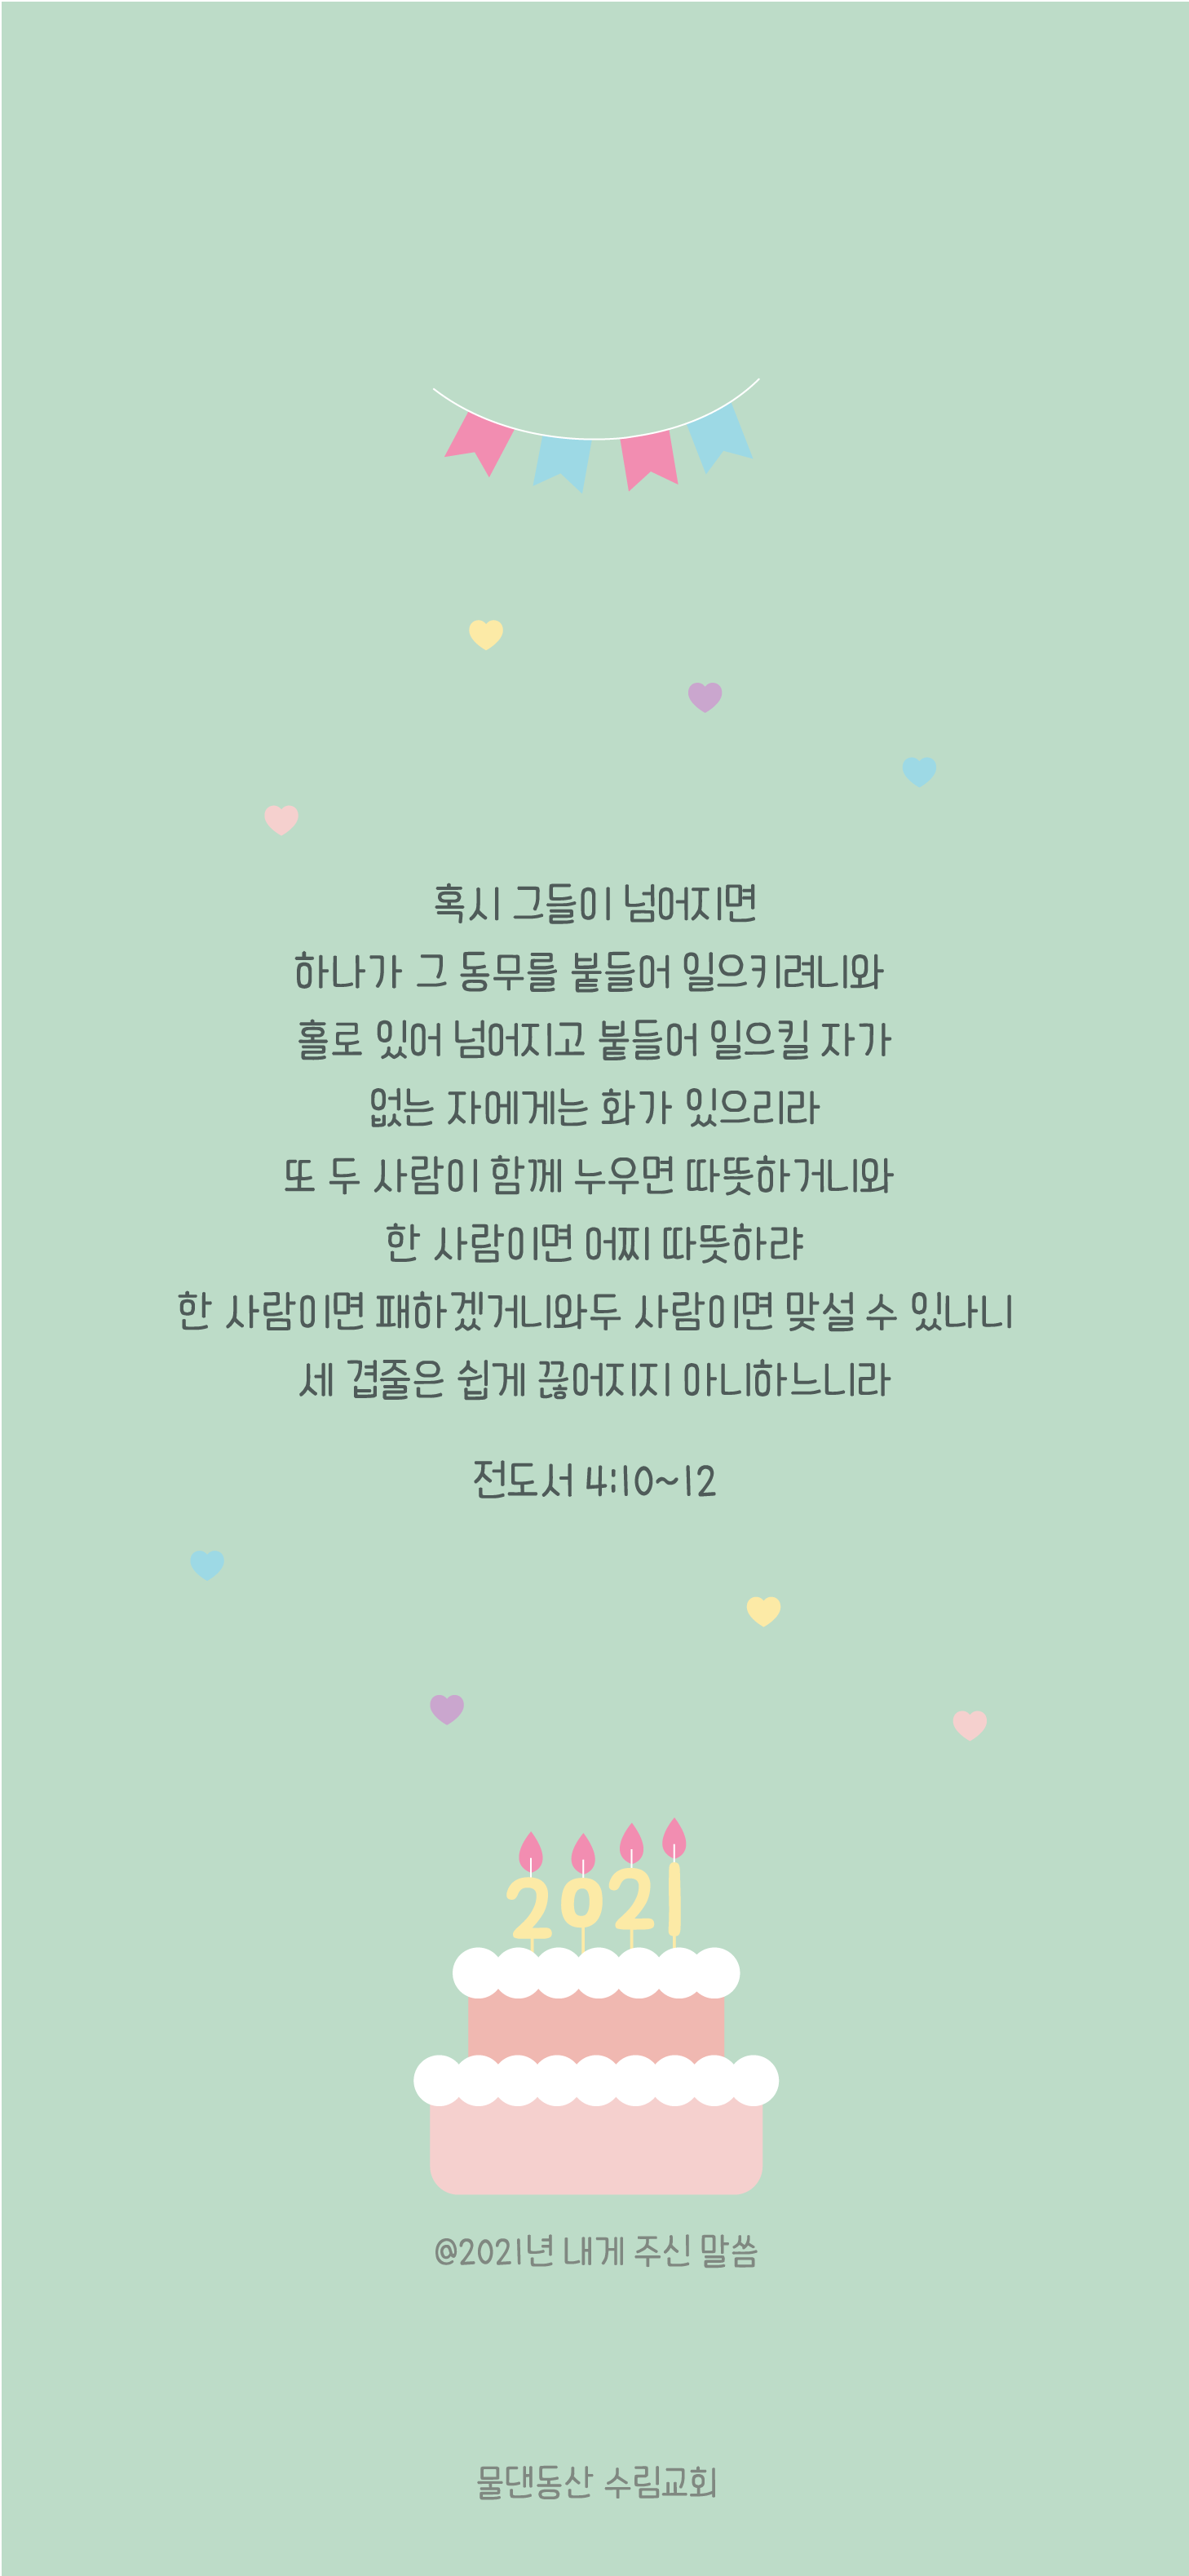 혹시 그들이 넘어지면
하나가 그 동무를 붙들어 일으키려니와
홀로 있어 넘어지고 붙들어 일으킬 자가
없는 자에게는 화가 있으리라
또 두 사람이 함께 누우면 따뜻하거니와
한 사람이면 어찌 따뜻하랴
한 사람이면 패하겠거니와두 사람이면 맞설 수 있나니
세 겹줄은 쉽게 끊어지지 아니하느니라
전도서 4:10~12
2021
@2021년 내게 주신 말씀
물댄동산 수림교회